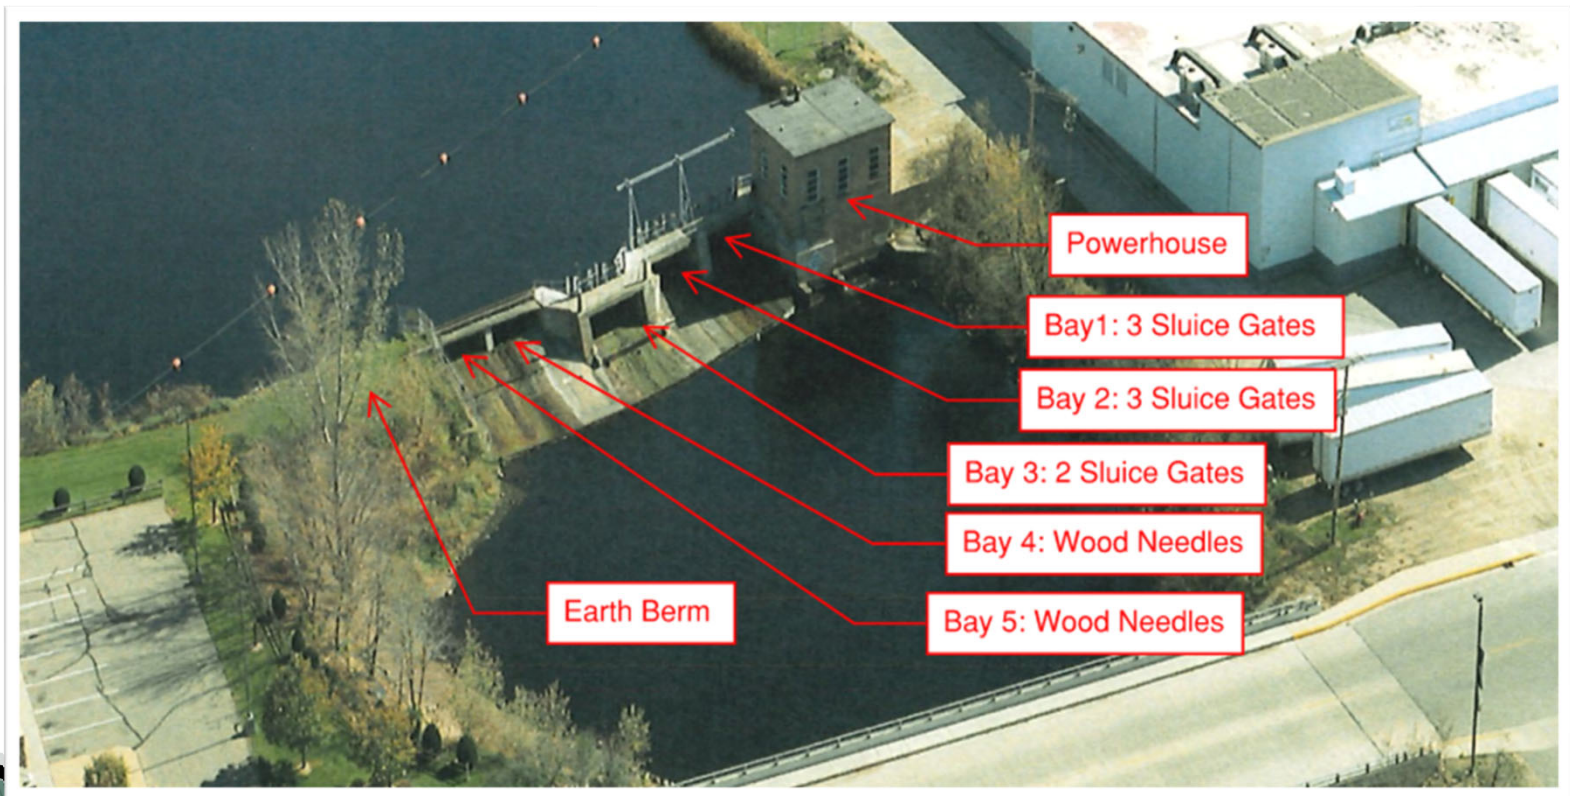 Powerhouse
Bay1: 3 Sluice Gates
Bay 2: 3 Sluice Gates
Bay 3: 2 Sluice Gates
Bay 4: Wood Needles
Earth Berm
Bay 5: Wood Needles